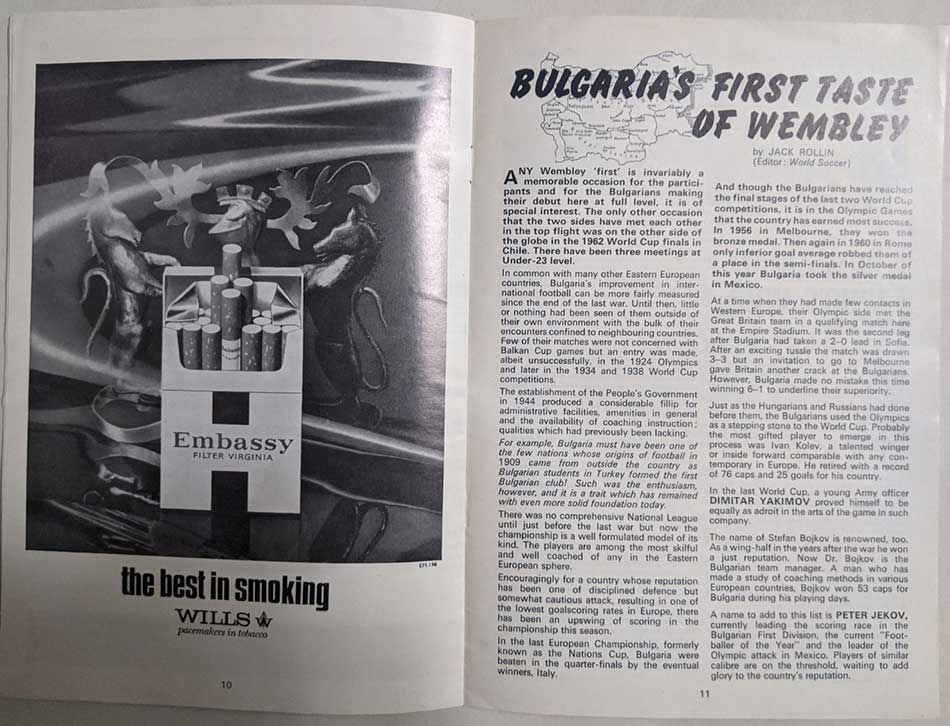 Embassy
FILTER VIRGINIA
EM.136
the best in smoking
WILLS
pacemakers in tobacco
10
BULGARIA'S FIRST TASTE
OF WEMBLEY
by JACK ROLLIN
(Editor: World Soccer)
ANY Wembley 'first' is invariably a
memorable occasion for the partici-
pants and for the Bulgarians making
their debut here at full level, it is of
special interest. The only other occasion
that the two sides have met each other
in the top flight was on the other side of
the globe in the 1962 World Cup finals in
Chile. There have been three meetings at
Under-23 level.
In common with many other Eastern European
countries, Bulgaria's improvement in inter-
national football can be more fairly measured
since the end of the last war. Until then, little
or nothing had been seen of them outside of
their own environment with the bulk of their
encounters confined to neighbouring countries.
Few of their matches were not concerned with
Balkan Cup games but an entry was made,
albeit unsuccessfully, in the 1924 Olympics
and later in the 1934 and 1938 World Cup
competitions.
The establishment of the People's Government
in 1944 produced a considerable fillip for
administrative facilities, amenities in general
and the availability of coaching instruction;
qualities which had previously been lacking.
For example, Bulgaria must have been one of
the few nations whose origins of football in
1909 came from outside the country as
Bulgarian students in Turkey formed the first
Bulgarian club! Such was the enthusiasm,
however, and it is a trait which has remained
with even more solid foundation today.
There was no comprehensive National League
until just before the last war but now the
championship is a well formulated model of its
kind. The players are among the most skilful
and well coached of any in the Eastern
European sphere.
Encouragingly for a country whose reputation
has been one of disciplined defence but
somewhat cautious attack, resulting in one of
the lowest goalscoring rates in Europe, there
has been an upswing of scoring in the
championship this season.
In the last European Championship, formerly
known as the Nations Cup, Bulgaria were
beaten in the quarter-finals by the eventual
winners, Italy.
And though the Bulgarians have reached
the final stages of the last two World Cup
competitions, it is in the Olympic Games
that the country has earned most success.
In 1956 in Melbourne, they won the
bronze medal. Then again in 1960 in Rome
only inferior goal average robbed them of
a place in the semi-finals. In October of
this year Bulgaria took the silver medal
in Mexico.
At a time when they had made few contacts in
Western Europe, their Olympic side met the
Great Britain team in a qualifying match here
at the Empire Stadium. It was the second leg
after Bulgaria had taken a 2–0 lead in Sofia.
After an exciting tussle the match was drawn
3–3 but an invitation to go to Melbourne
gave Britain another crack at the Bulgarians.
However, Bulgaria made no mistake this time
winning 6–1 to underline their superiority.
Just as the Hungarians and Russians had done
before them, the Bulgarians used the Olympics
as a stepping stone to the World Cup. Probably
the most gifted player to emerge in this
process was Ivan Kolev, a talented winger
or inside forward comparable with any con-
temporary in Europe. He retired with a record
of 76 caps and 25 goals for his country.
In the last World Cup, a young Army officer
DIMITAR YAKIMOV proved himself to be
equally as adroit in the arts of the game in such
company.
The name of Stefan Bojkov is renowned, too.
As a wing-half in the years after the war he won
a just reputation. Now Dr. Bojkov is the
Bulgarian team manager. A man who has
made a study of coaching methods in various
European countries, Bojkov won 53 caps for
Bulgaria during his playing days.
A name to add to this list is PETER JEKOV,
currently leading the scoring race in the
Bulgarian First Division, the current "Foot-
baller of the Year" and the leader of the
Olympic attack in Mexico. Players of similar
calibre are on the threshold, waiting to add
glory to the country's reputation.
11